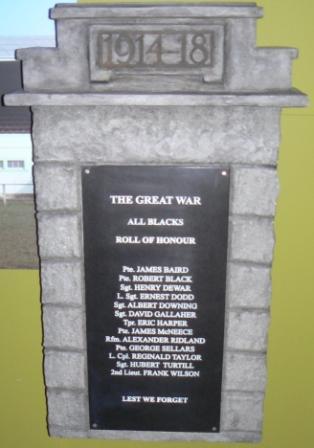 1914-18
THE GREAT WAR
ALL BLACKS
ROLL OF HONOUR
Pte. JAMES BAIRD
Pte. ROBERT BLACK
Sgt. HENRY DEWAR
L. Sgt. ERNEST DODD
Sgt. ALBERT DOWNING
Sgt. DAVID GALLAHER
Tpr. ERIC HARPER
Pte. JAMES McNEECE
Rfm. ALEXANDER RIDLAND
Pte. GEORGE SELLARS
L. Cpl. REGINALD TAYLOR
Sgt. HUBERT TURTILL
2nd Lieut. FRANK WILSON
LEST WE FORGET